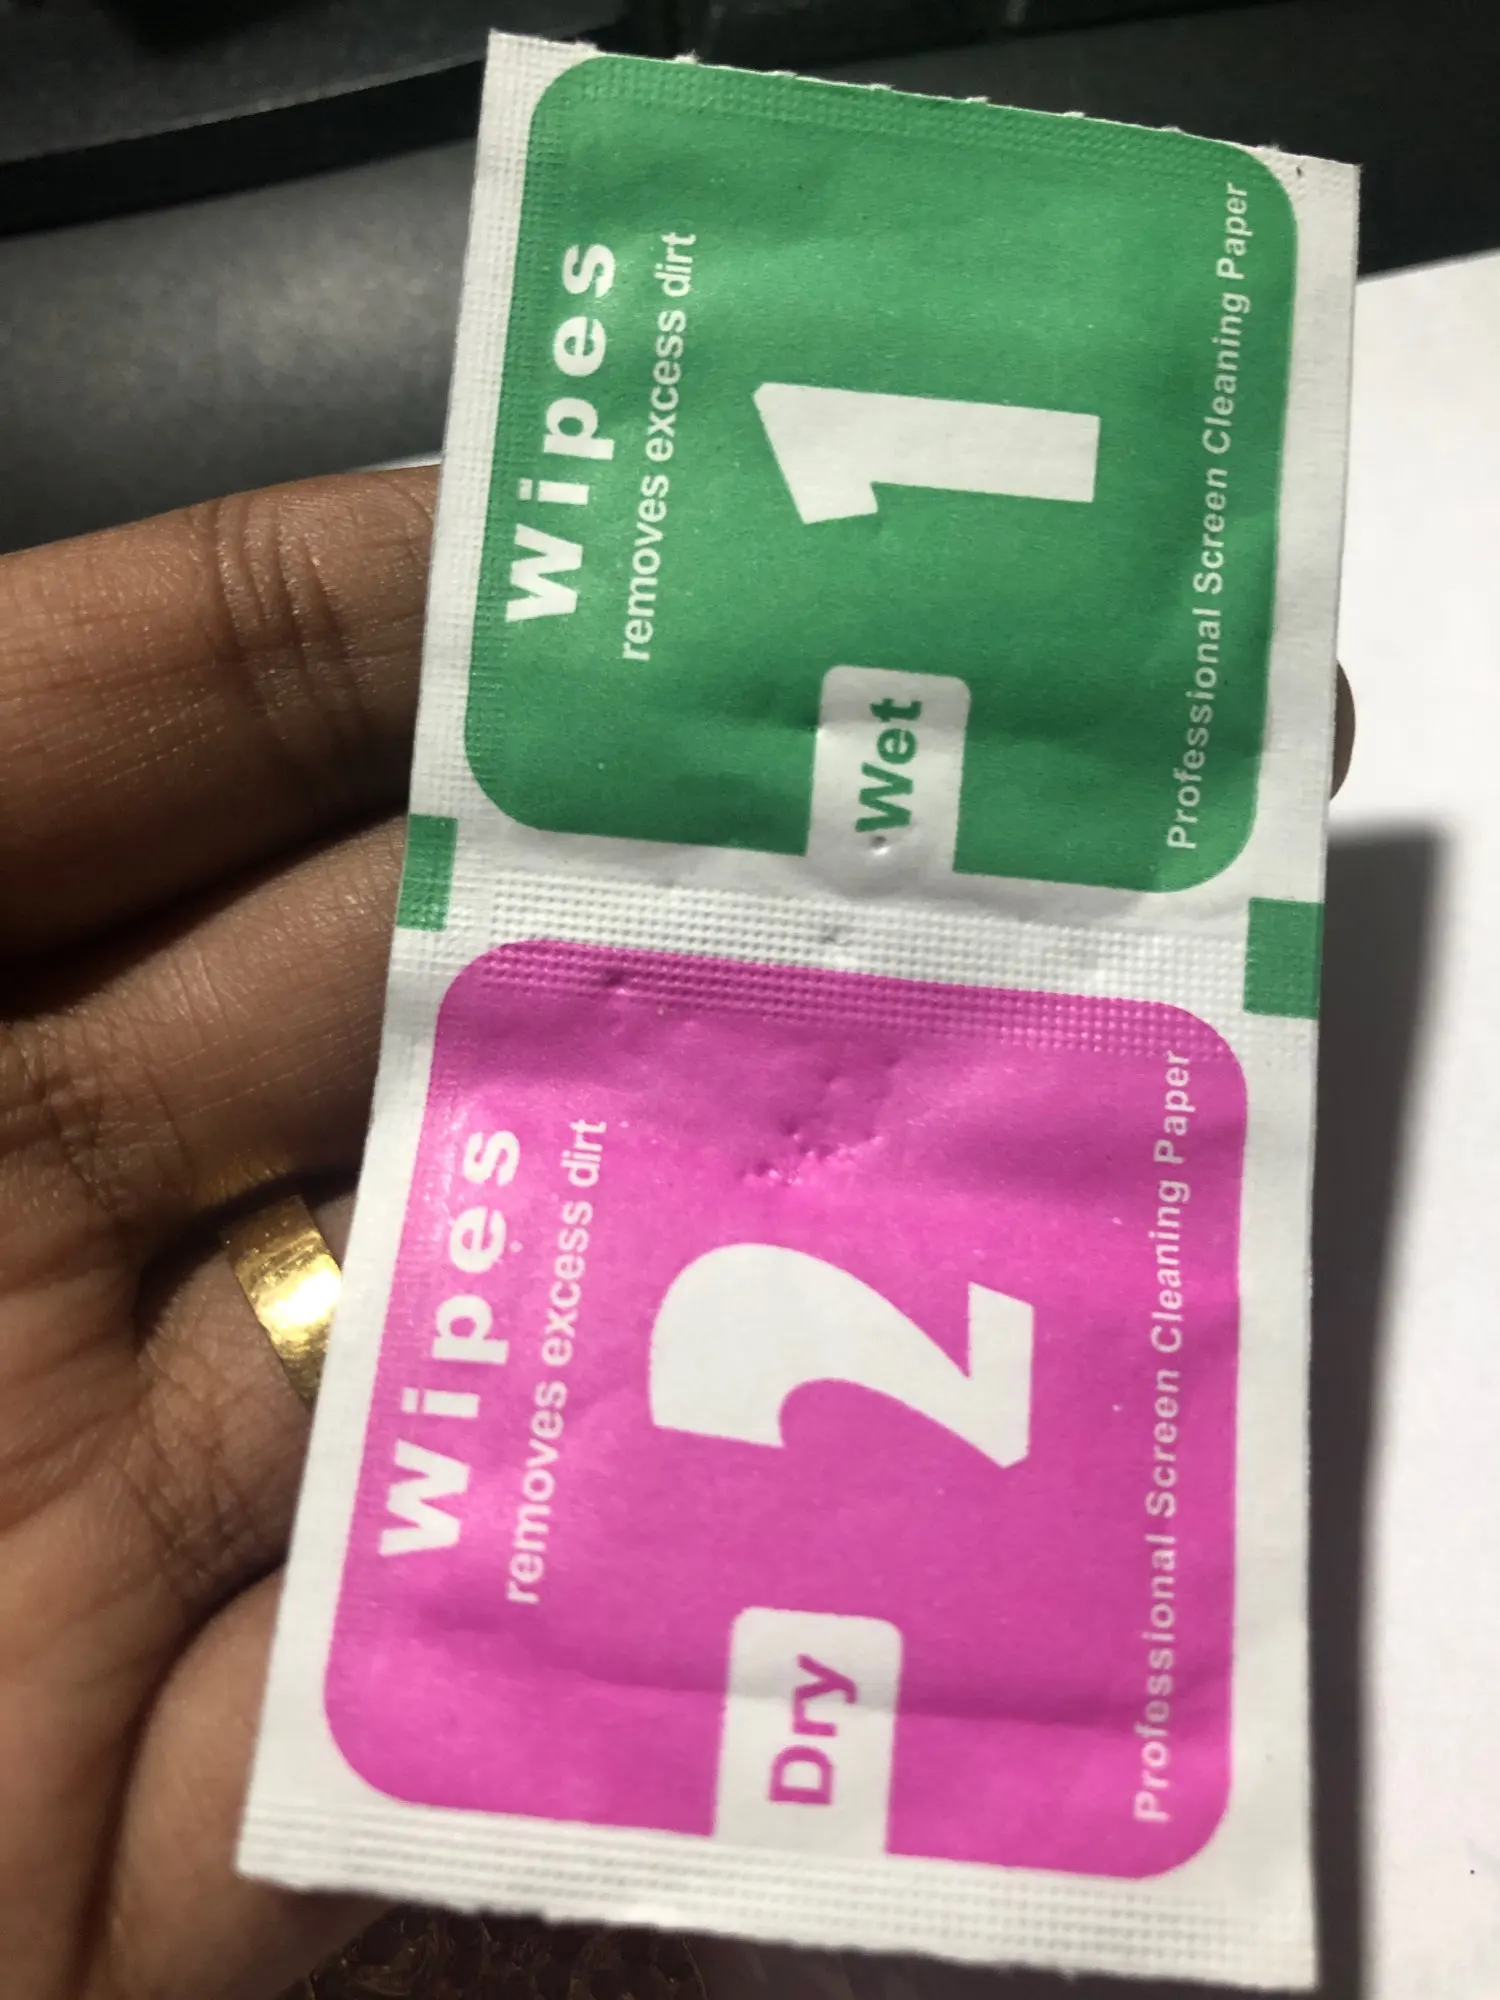 wipes
removes excess dirt
1
Wet
Professional Screen Cleaning Paper
wipes
removes excess dirt
2
Dry
Professional Screen Cleaning Paper